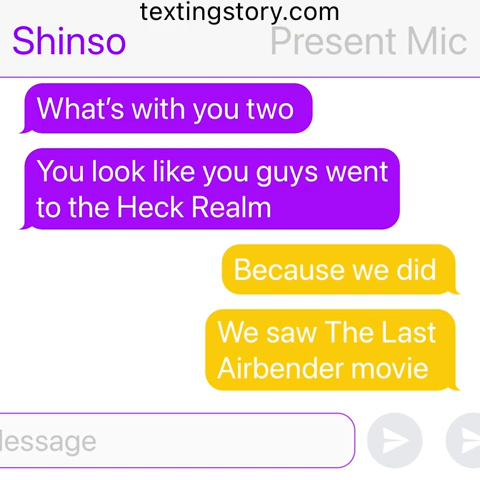 textingstory.com
Shinso
Present Mic
What's with you two
You look like you guys went
to the Heck Realm
Because we did
We saw The Last
Airbender movie
essage